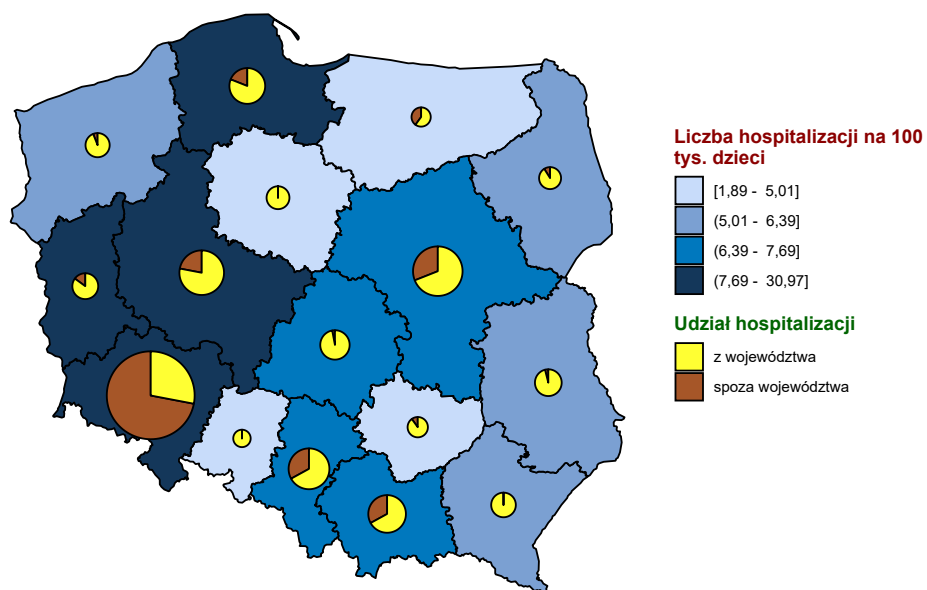 Liczba hospitalizacji na 100
tys. dzieci
[1,89 - 5,01]
(5,01 - 6,39]
(6,39 - 7,69]
(7,69 - 30,97]
Udział hospitalizacji
z województwa
spoza województwa